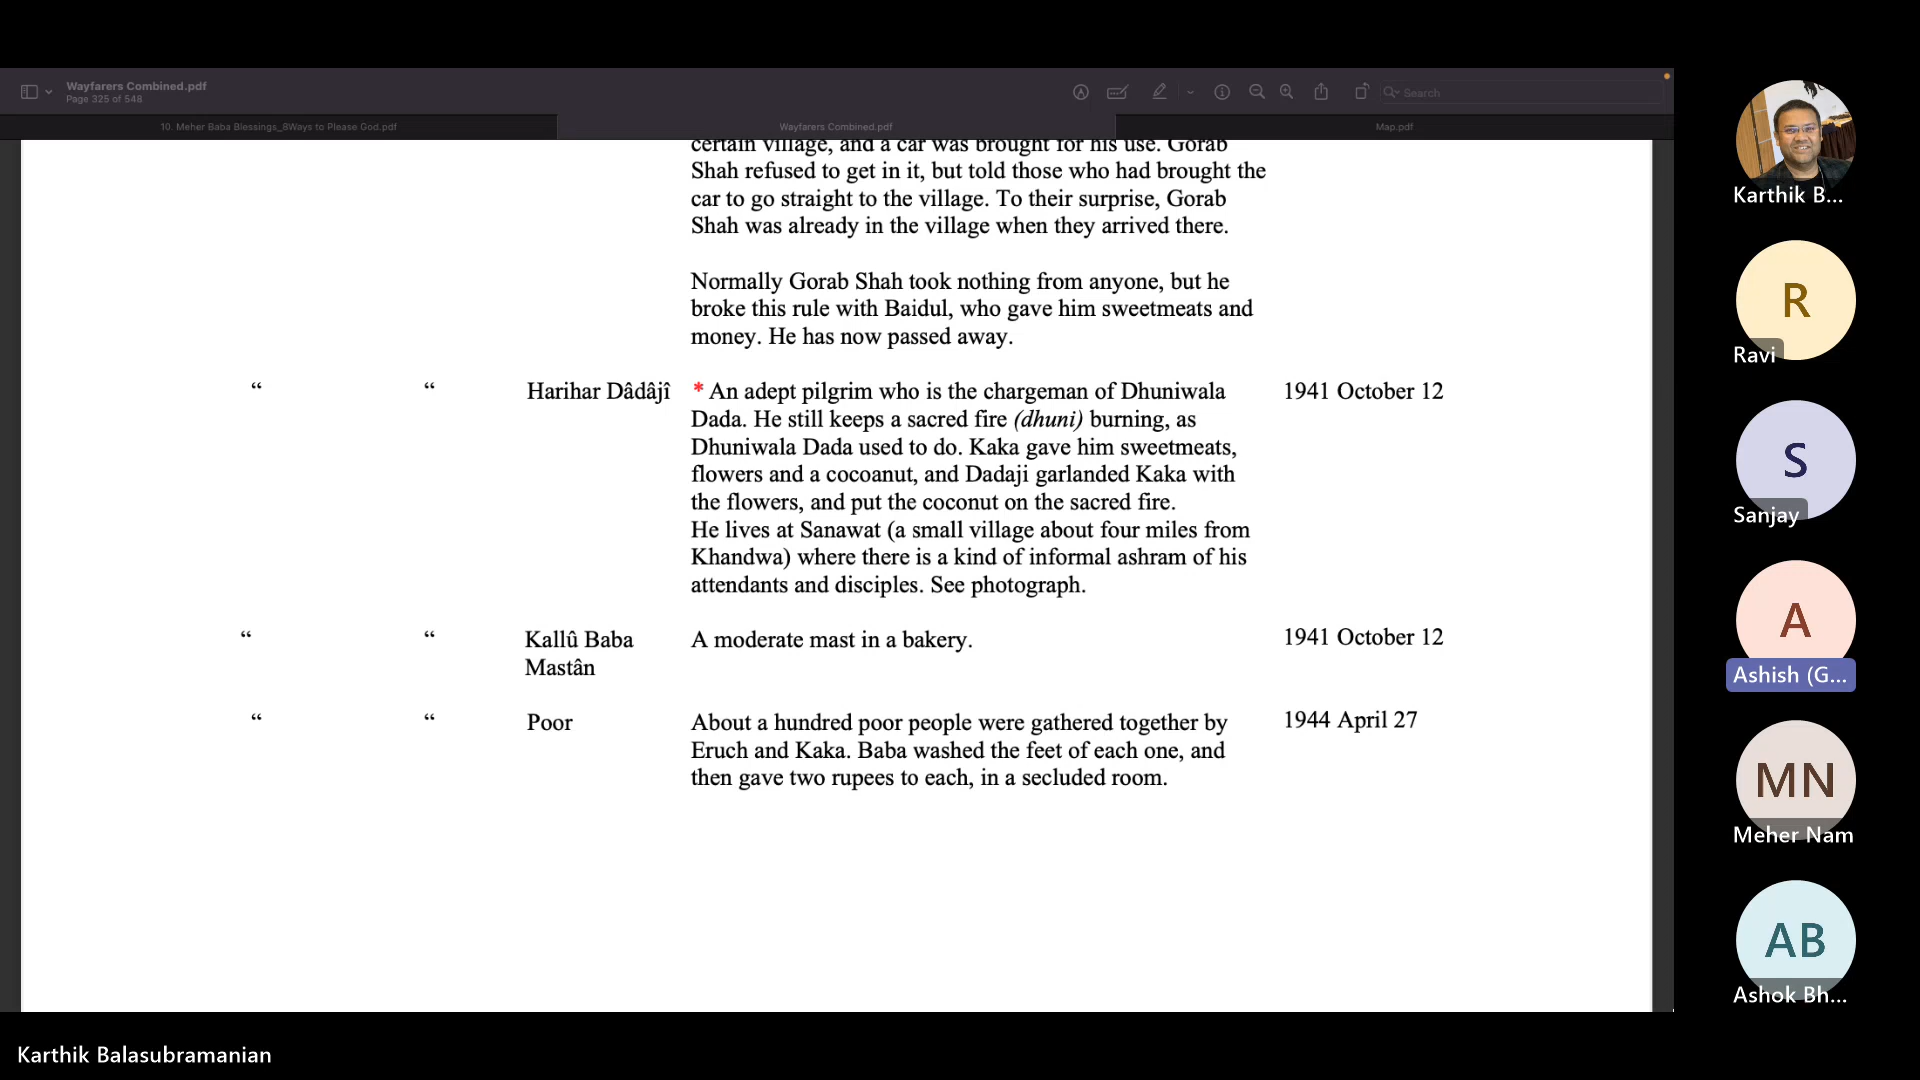 Wayfarers Combined.pdf
Page 325 of 548
Search
10. Meher Baba Blessings_8Ways to Please God.pdf
Wayfarers Combined.pdf
Map.pdf
certain village, and a car was brought for his use. Gorab
Shah refused to get in it, but told those who had brought the
car to go straight to the village. To their surprise, Gorab
Shah was already in the village when they arrived there.
Normally Gorab Shah took nothing from anyone, but he
broke this rule with Baidul, who gave him sweetmeats and
money. He has now passed away.
“ “ Harihar Dâdâjî * An adept pilgrim who is the chargeman of Dhuniwala 1941 October 12
Dada. He still keeps a sacred fire (dhuni) burning, as
Dhuniwala Dada used to do. Kaka gave him sweetmeats,
flowers and a cocoanut, and Dadaji garlanded Kaka with
the flowers, and put the coconut on the sacred fire.
He lives at Sanawat (a small village about four miles from
Khandwa) where there is a kind of informal ashram of his
attendants and disciples. See photograph.
“ “ Kallû Baba A moderate mast in a bakery. 1941 October 12
Mastân
“ “ Poor About a hundred poor people were gathered together by 1944 April 27
Eruch and Kaka. Baba washed the feet of each one, and
then gave two rupees to each, in a secluded room.
Karthik B...
R
Ravi
S
Sanjay
A
Ashish (G...
MN
Meher Nam
AB
Ashok Bh...
Karthik Balasubramanian